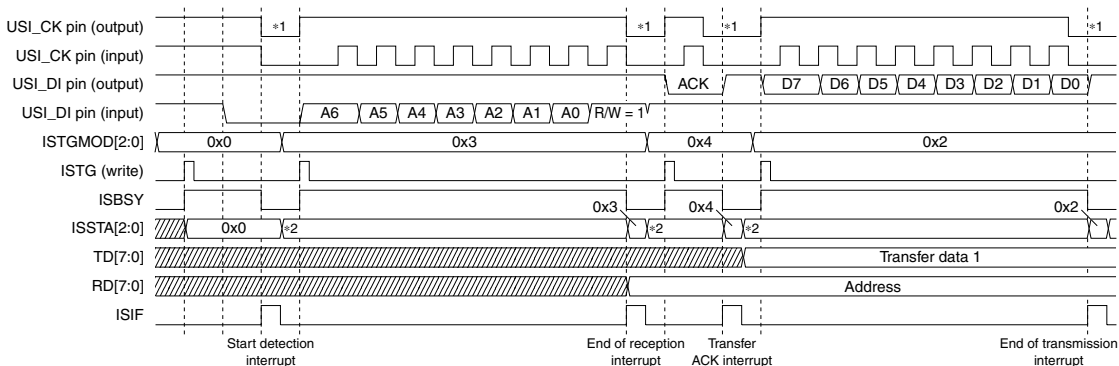 USI_CK pin (output) *1 *1 *1 *1
USI_CK pin (input)
USI_DI pin (output) ACK D7 D6 D5 D4 D3 D2 D1 D0
USI_DI pin (input) A6 A5 A4 A3 A2 A1 A0 R/W = 1
ISTGMOD[2:0] 0x0 0x3 0x4 0x2
ISTG (write)
ISBSY
0x3 0x4 0x2
ISSTA[2:0] 0x0 *2 *2 *2
TD[7:0] Transfer data 1
RD[7:0] Address
ISIF
Start detection interrupt
End of reception interrupt
Transfer ACK interrupt
End of transmission interrupt